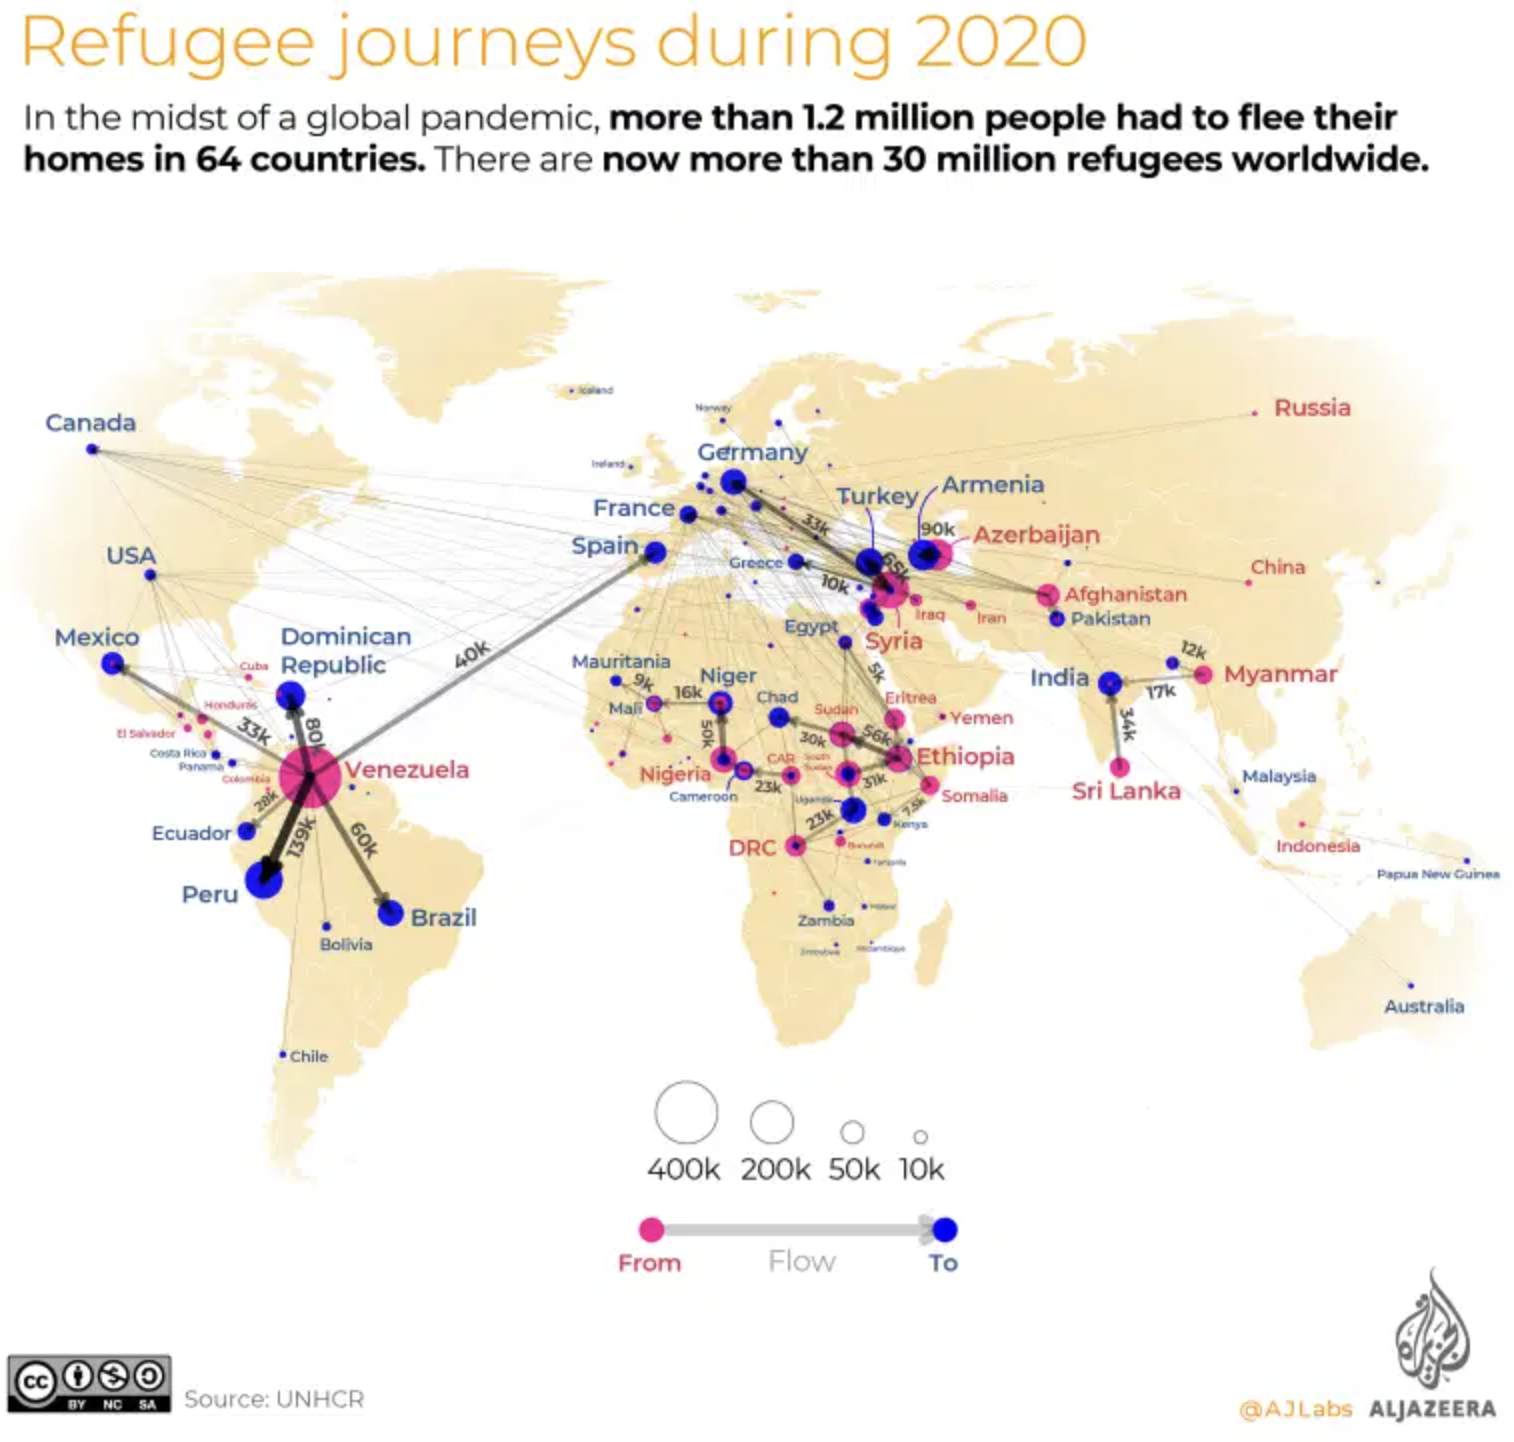 Refugee journeys during 2020
In the midst of a global pandemic, more than 1.2 million people had to flee their
homes in 64 countries. There are now more than 30 million refugees worldwide.
Iceland
Norway
Russia
Canada
Germany
Ireland
Turkey
Armenia
France
33k
90k
Azerbaijan
Spain
USA
Greece
65k
10k
China
Afghanistan
Iraq
Iran
Pakistan
Mexico
Dominican
Republic
40k
Egypt
Syria
12k
Cuba
Mauritania
9k
Niger
5k
India
Myanmar
17k
16k
Mali
Chad
Eritrea
Honduras
Sudan
Yemen
El Salvador
33k
80k
50k
30k
56k
34k
Costa Rica
Panama
Colombia
Venezuela
Nigeria
CAR
South
Sudan
Ethiopia
31k
23k
Cameroon
Somalia
Sri Lanka
Malaysia
28k
Uganda
7.5k
Ecuador
139k
60k
23k
Kenya
DRC
Burundi
Tanzania
Indonesia
Papua New Guinea
Peru
Brazil
Malawi
Zambia
Bolivia
Zimbabwe
Mozambique
Australia
Chile
400k 200k 50k 10k
From Flow To
cc BY NC SA
Source: UNHCR
@AJLabs ALJAZEERA